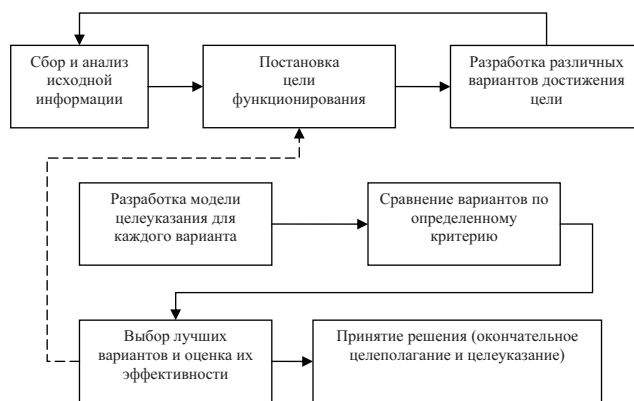 Сбор и анализ
исходной
информации
Постановка
цели
функционирования
Разработка различных
вариантов достижения
цели
Разработка модели
целеуказания для
каждого варианта
Сравнение вариантов по
определенному
критерию
Выбор лучших
вариантов и оценка их
эффективности
Принятие решения (окончательное
целеполагание и целеуказание)